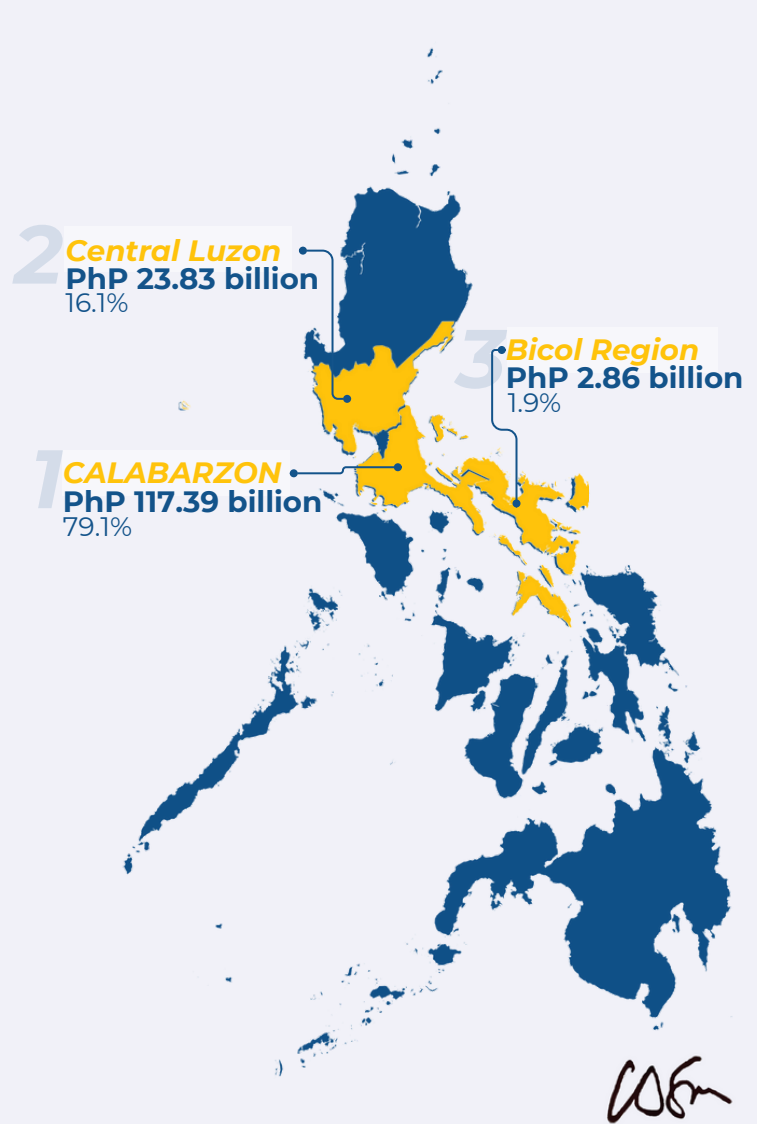 2
Central Luzon
PhP 23.83 billion
16.1%
3
Bicol Region
PhP 2.86 billion
1.9%
1
CALABARZON
PhP 117.39 billion
79.1%